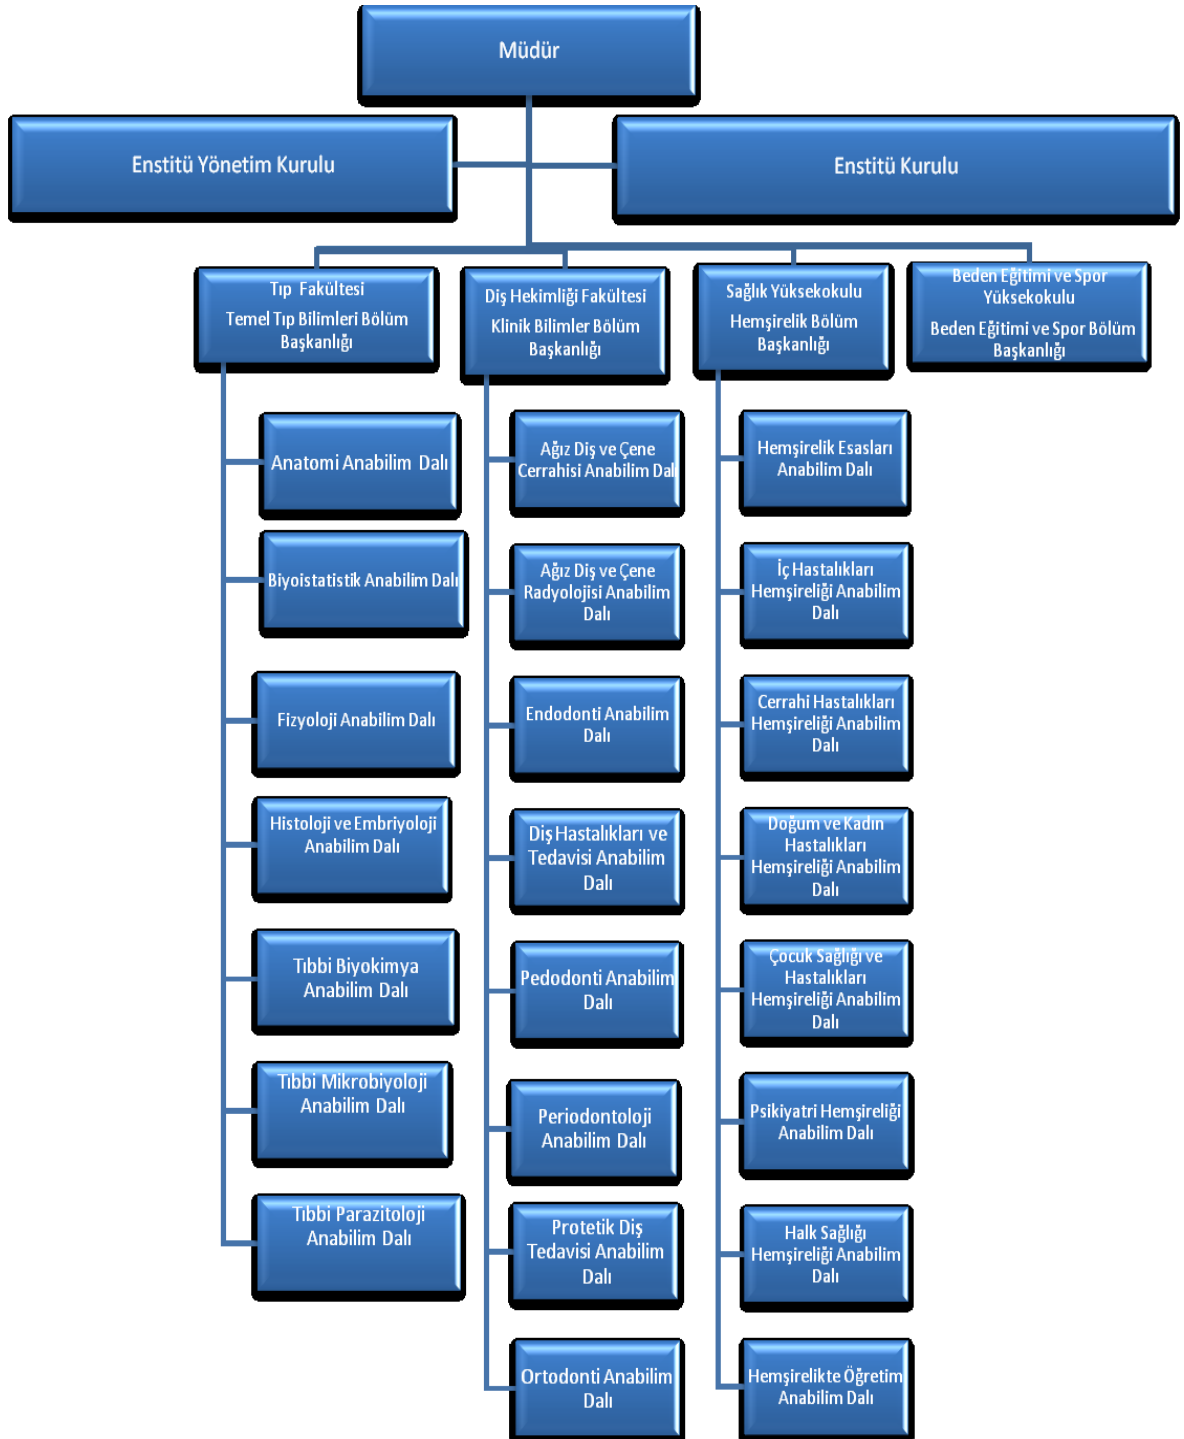 Müdür
Enstitü Yönetim Kurulu
Enstitü Kurulu
Tıp Fakültesi
Temel Tıp Bilimleri Bölüm
Başkanlığı
Diş Hekimliği Fakültesi
Klinik Bilimler Bölüm
Başkanlığı
Sağlık Yüksekokulu
Hemşirelik Bölüm
Başkanlığı
Beden Eğitimi ve Spor
Yüksekokulu
Beden Eğitimi ve Spor Bölüm
Başkanlığı
Anatomi Anabilim Dalı
Biyoistatistik Anabilim Dalı
Fizyoloji Anabilim Dalı
Histoloji ve Embriyoloji
Anabilim Dalı
Tıbbi Biyokimya
Anabilim Dalı
Tıbbi Mikrobiyoloji
Anabilim Dalı
Tıbbi Parazitoloji
Anabilim Dalı
Ağız Diş ve Çene
Cerrahisi Anabilim Dal
Ağız Diş ve Çene
Radyolojisi Anabilim
Dalı
Endodonti Anabilim
Dalı
Diş Hastalıkları ve
Tedavisi Anabilim
Dalı
Pedodonti Anabilim
Dalı
Periodontoloji
Anabilim Dalı
Protetik Diş
Tedavisi Anabilim
Dalı
Ortodonti Anabilim
Dalı
Hemşirelik Esasları
Anabilim Dalı
İç Hastalıkları
Hemşireliği Anabilim
Dalı
Cerrahi Hastalıkları
Hemşireliği Anabilim
Dalı
Doğum ve Kadın
Hastalıkları
Hemşireliği Anabilim
Dalı
Çocuk Sağlığı ve
Hastalıkları
Hemşireliği Anabilim
Dalı
Psikiyatri Hemşireliği
Anabilim Dalı
Halk Sağlığı
Hemşireliği Anabilim
Dalı
Hemşirelikte Öğretim
Anabilim Dalı